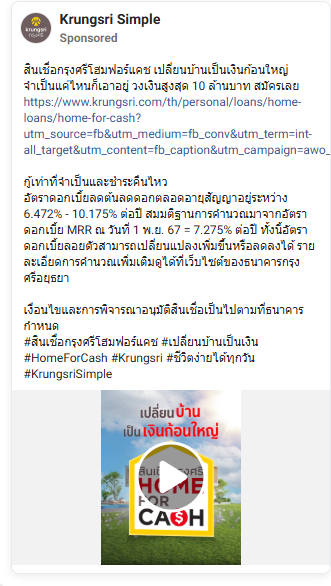 Krungsri Simple
Sponsored
สินเชื่อกรุงศรีโฮมฟอร์แคช เปลี่ยนบ้านเป็นเงินก้อนใหญ่
จำเป็นแค่ไหนก็เอาอยู่ วงเงินสูงสุด 10 ล้านบาท สมัครเลย
https://www.krungsri.com/th/personal/loans/home-
loans/home-for-cash?
utm_source=fb&utm_medium=fb_conv&utm_term=int-
all_target&utm_content=fb_caption&utm_campaign=awo_
กู้เท่าที่จำเป็นและชำระคืนไหว
อัตราดอกเบี้ยลดต้นลดดอกตลอดอายุสัญญาอยู่ระหว่าง
6.472% - 10.175% ต่อปี สมมติฐานการคำนวณมาจากอัตรา
ดอกเบี้ย MRR ณ วันที่ 1 พ.ย. 67 = 7.275% ต่อปี ทั้งนี้อัตรา
ดอกเบี้ยลอยตัวสามารถเปลี่ยนแปลงเพิ่มขึ้นหรือลดลงได้ ราย
ละเอียดการคำนวณเพิ่มเติมดูได้ที่เว็บไซต์ของธนาคารกรุง
ศรีอยุธยา
เงื่อนไขและการพิจารณาอนุมัติสินเชื่อเป็นไปตามที่ธนาคาร
กำหนด
#สินเชื่อกรุงศรีโฮมฟอร์แคช #เปลี่ยนบ้านเป็นเงิน
#HomeForCash #Krungsri #ชีวิตง่ายได้ทุกวัน
#KrungsriSimple
เปลี่ยนบ้าน
เป็นเงินก้อนใหญ่
สินเชื่อกรุงศรี
HOME
FOR
CA$H